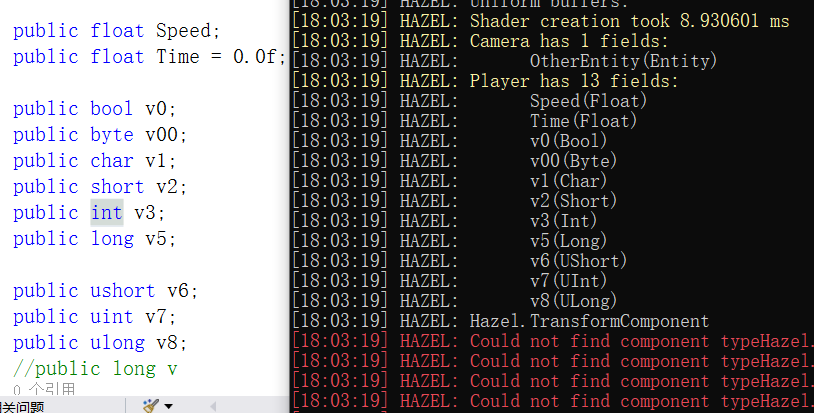 public float Speed;
public float Time = 0.0f;
public bool v0;
public byte v00;
public char v1;
public short v2;
public int v3;
public long v5;
public ushort v6;
public uint v7;
public ulong v8;
//public long v
0 个引用
关问题
[18:03:19] HAZEL: Uniform buffers:
[18:03:19] HAZEL: Shader creation took 8.930601 ms
[18:03:19] HAZEL: Camera has 1 fields:
[18:03:19] HAZEL: OtherEntity(Entity)
[18:03:19] HAZEL: Player has 13 fields:
[18:03:19] HAZEL: Speed(Float)
[18:03:19] HAZEL: Time(Float)
[18:03:19] HAZEL: v0(Bool)
[18:03:19] HAZEL: v00(Byte)
[18:03:19] HAZEL: v1(Char)
[18:03:19] HAZEL: v2(Short)
[18:03:19] HAZEL: v3(Int)
[18:03:19] HAZEL: v5(Long)
[18:03:19] HAZEL: v6(UShort)
[18:03:19] HAZEL: v7(UInt)
[18:03:19] HAZEL: v8(ULong)
[18:03:19] HAZEL: Hazel.TransformComponent
[18:03:19] HAZEL: Could not find component typeHazel.
[18:03:19] HAZEL: Could not find component typeHazel.
[18:03:19] HAZEL: Could not find component typeHazel.
[18:03:19] HAZEL: Could not find component typeHazel.